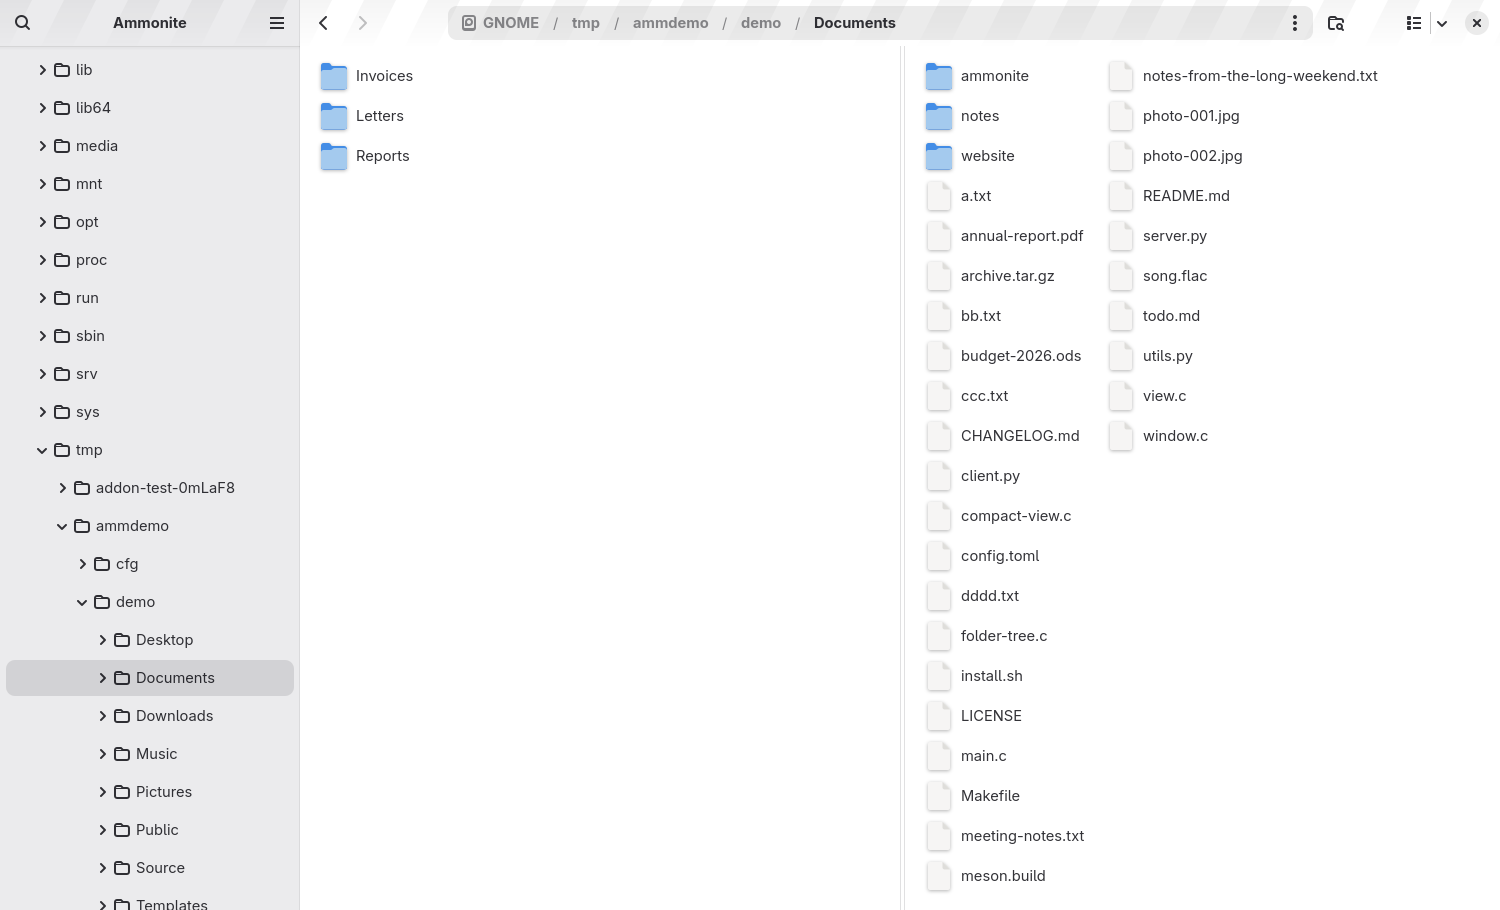 Ammonite
GNOME / tmp / ammdemo / demo / Documents
lib
lib64
media
mnt
opt
proc
run
sbin
srv
sys
tmp
addon-test-0mLaF8
ammdemo
cfg
demo
Desktop
Documents
Downloads
Music
Pictures
Public
Source
Templates
Invoices
Letters
Reports
ammonite
notes
website
a.txt
annual-report.pdf
archive.tar.gz
bb.txt
budget-2026.ods
ccc.txt
CHANGELOG.md
client.py
compact-view.c
config.toml
dddd.txt
folder-tree.c
install.sh
LICENSE
main.c
Makefile
meeting-notes.txt
meson.build
notes-from-the-long-weekend.txt
photo-001.jpg
photo-002.jpg
README.md
server.py
song.flac
todo.md
utils.py
view.c
window.c